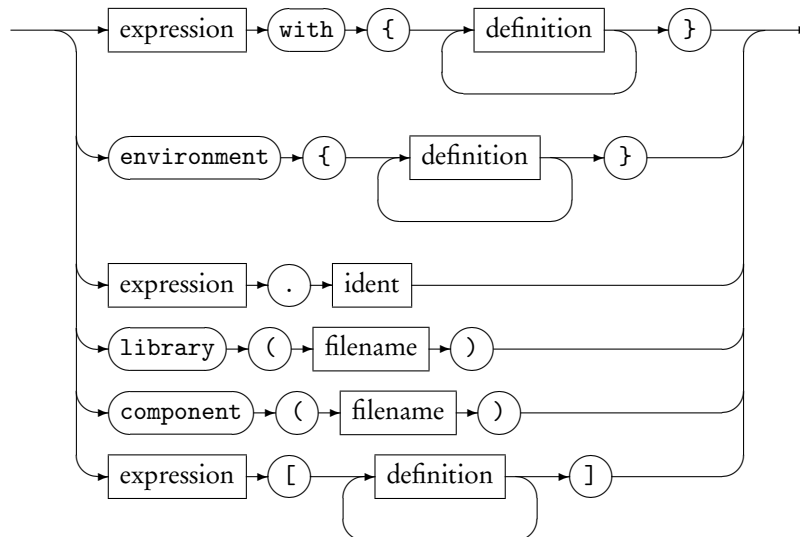 expression with { definition }
environment { definition }
expression . ident
library ( filename )
component ( filename )
expression [ definition ]